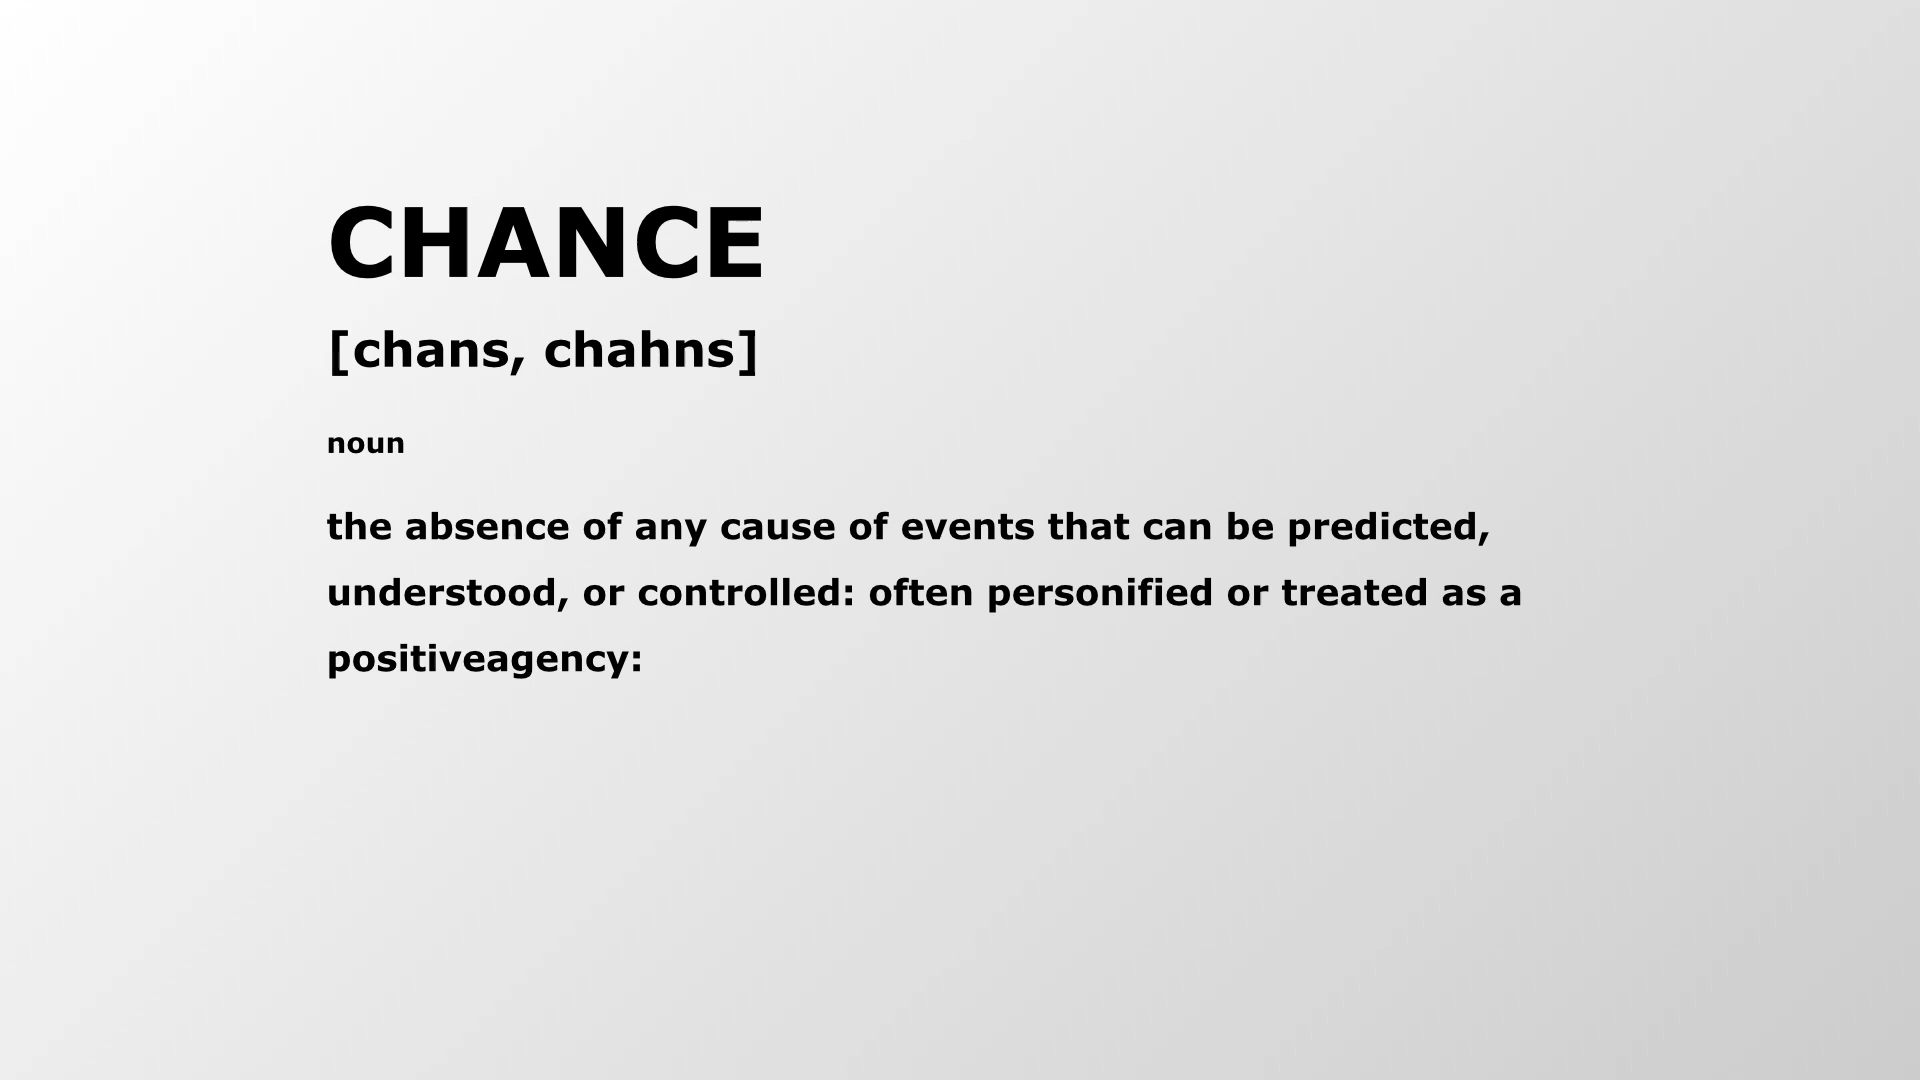 CHANCE
[chans, chahns]
noun
the absence of any cause of events that can be predicted,
understood, or controlled: often personified or treated as a
positiveagency: